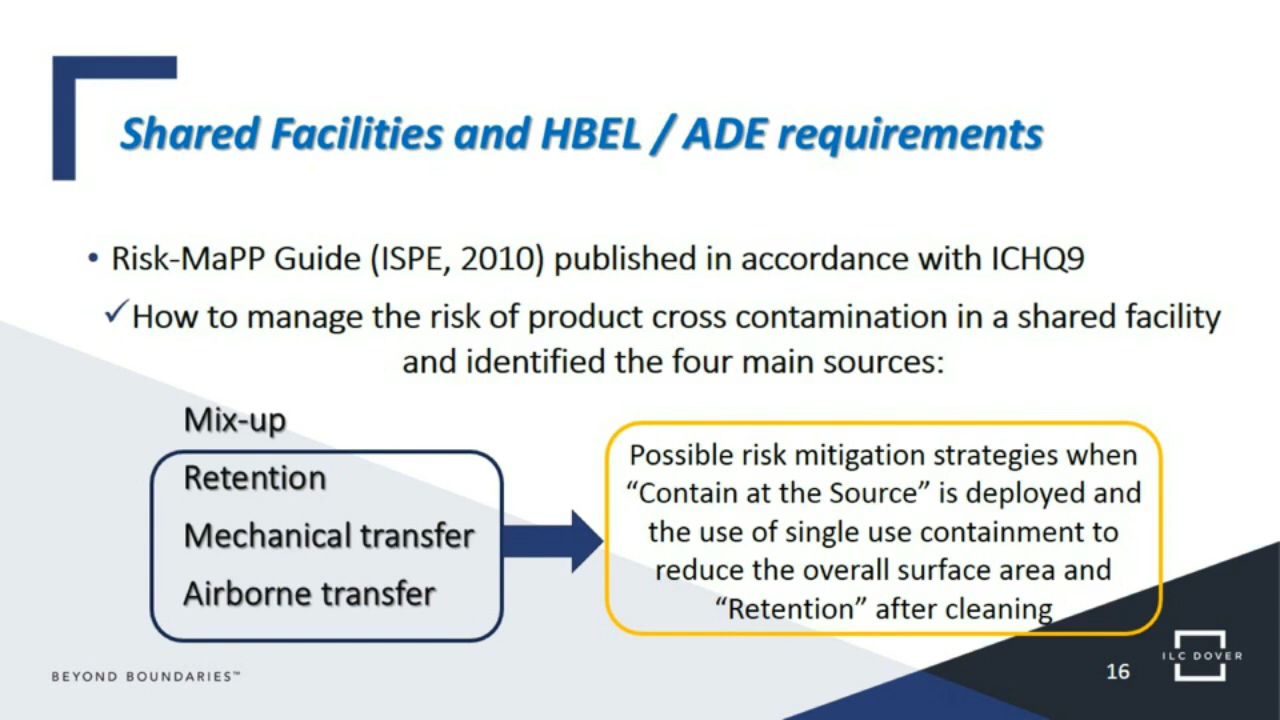 Shared Facilities and HBEL / ADE requirements
• Risk-MaPP Guide (ISPE, 2010) published in accordance with ICHQ9
✓How to manage the risk of product cross contamination in a shared facility
and identified the four main sources:
Mix-up
Retention
Mechanical transfer
Airborne transfer
Possible risk mitigation strategies when
“Contain at the Source” is deployed and
the use of single use containment to
reduce the overall surface area and
“Retention” after cleaning
BEYOND BOUNDARIES™
16
ILC DOVER